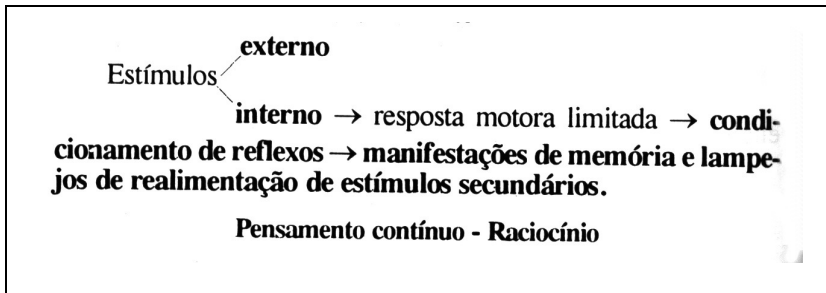 externo
Estímulos
interno → resposta motora limitada → condi-
cionamento de reflexos → manifestações de memória e lampe-
jos de realimentação de estímulos secundários.
Pensamento contínuo - Raciocínio